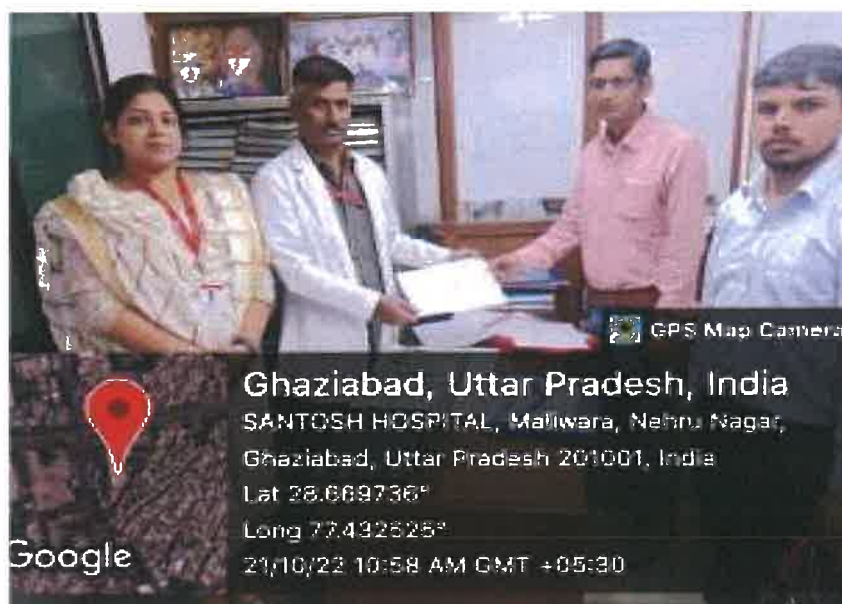 GPS Map Camera
Ghaziabad, Uttar Pradesh, India
SANTOSH HOSPITAL, Maliwara, Nehru Nagar,
Ghaziabad, Uttar Pradesh 201001, India
Lat 28.669736°
Long 77.432525°
21/10/22 10:58 AM GMT +05:30
Google